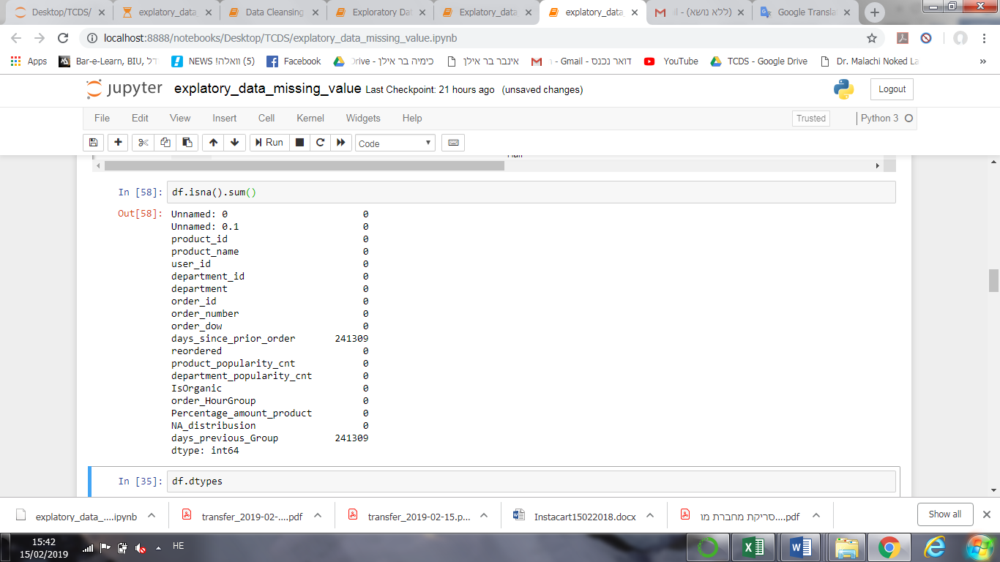 Desktop/TCDS/
explatory_data_
Data Cleansing
Exploratory Dat
Explatory_data
explatory_data_
(ללא נושא) -
Google Transla
localhost:8888/notebooks/Desktop/TCDS/explatory_data_missing_value.ipynb
Apps
Bar-e-Learn, BIU,
NEWS !וואלה (5)
Facebook
כימיה בר אילן - Drive
אינבר בר אילן
דואר נכנס - Gmail
YouTube
TCDS - Google Drive
Dr. Malachi Noked La
»
jupyter explatory_data_missing_value Last Checkpoint: 21 hours ago (unsaved changes)
Logout
File Edit View Insert Cell Kernel Widgets Help
Trusted
Python 3
Run
Code
In [58]: df.isna().sum()
Out[58]: Unnamed: 0 0
Unnamed: 0.1 0
product_id 0
product_name 0
user_id 0
department_id 0
department 0
order_id 0
order_number 0
order_dow 0
days_since_prior_order 241309
reordered 0
product_popularity_cnt 0
department_popularity_cnt 0
IsOrganic 0
order_HourGroup 0
Percentage_amount_product 0
NA_distribusion 0
days_previous_Group 241309
dtype: int64
In [35]: df.dtypes
explatory_data_....ipynb
transfer_2019-02-....pdf
transfer_2019-02-15.p...
Instacart15022018.docx
סריקת מחברת מו....pdf
Show all
15:42
15/02/2019
HE